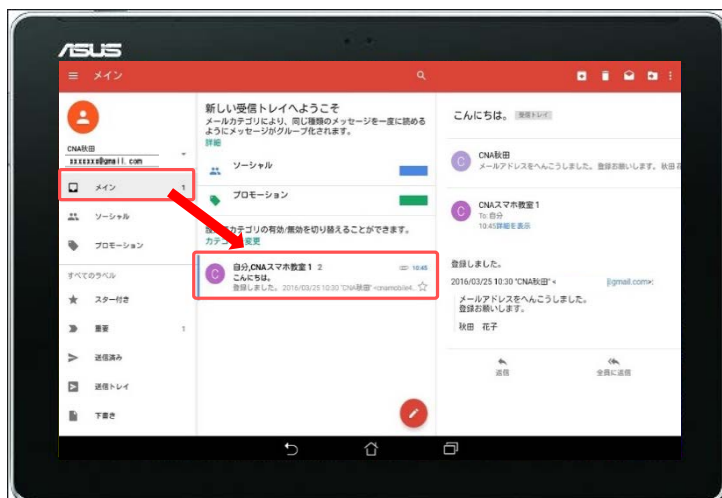 ASUS
メイン
CNA秋田
xxxxxx@gmail.com
メイン 1
ソーシャル
プロモーション
すべてのラベル
スター付き
重要 1
送信済み
送信トレイ
下書き
新しい受信トレイへようこそ
メールカテゴリにより、同じ種類のメッセージを一度に読める
ようにメッセージがグループ化されます。
詳細
ソーシャル
プロモーション
カテゴリの有効/無効を切り替えることができます。
変更
自分,CNAスマホ教室1 2 10:45
こんにちは。
登録しました。 2016/03/25 10:30 "CNA秋田" <cnamobile4..
こんにちは。 受信トレイ
CNA秋田
メールアドレスをへんこうしました。登録お願いします。 秋田 花
CNAスマホ教室1
To: 自分
10:45 詳細を表示
登録しました。
2016/03/25 10:30 "CNA秋田" < @gmail.com>:
メールアドレスをへんこうしました。
登録お願いします。
秋田 花子
返信
全員に返信